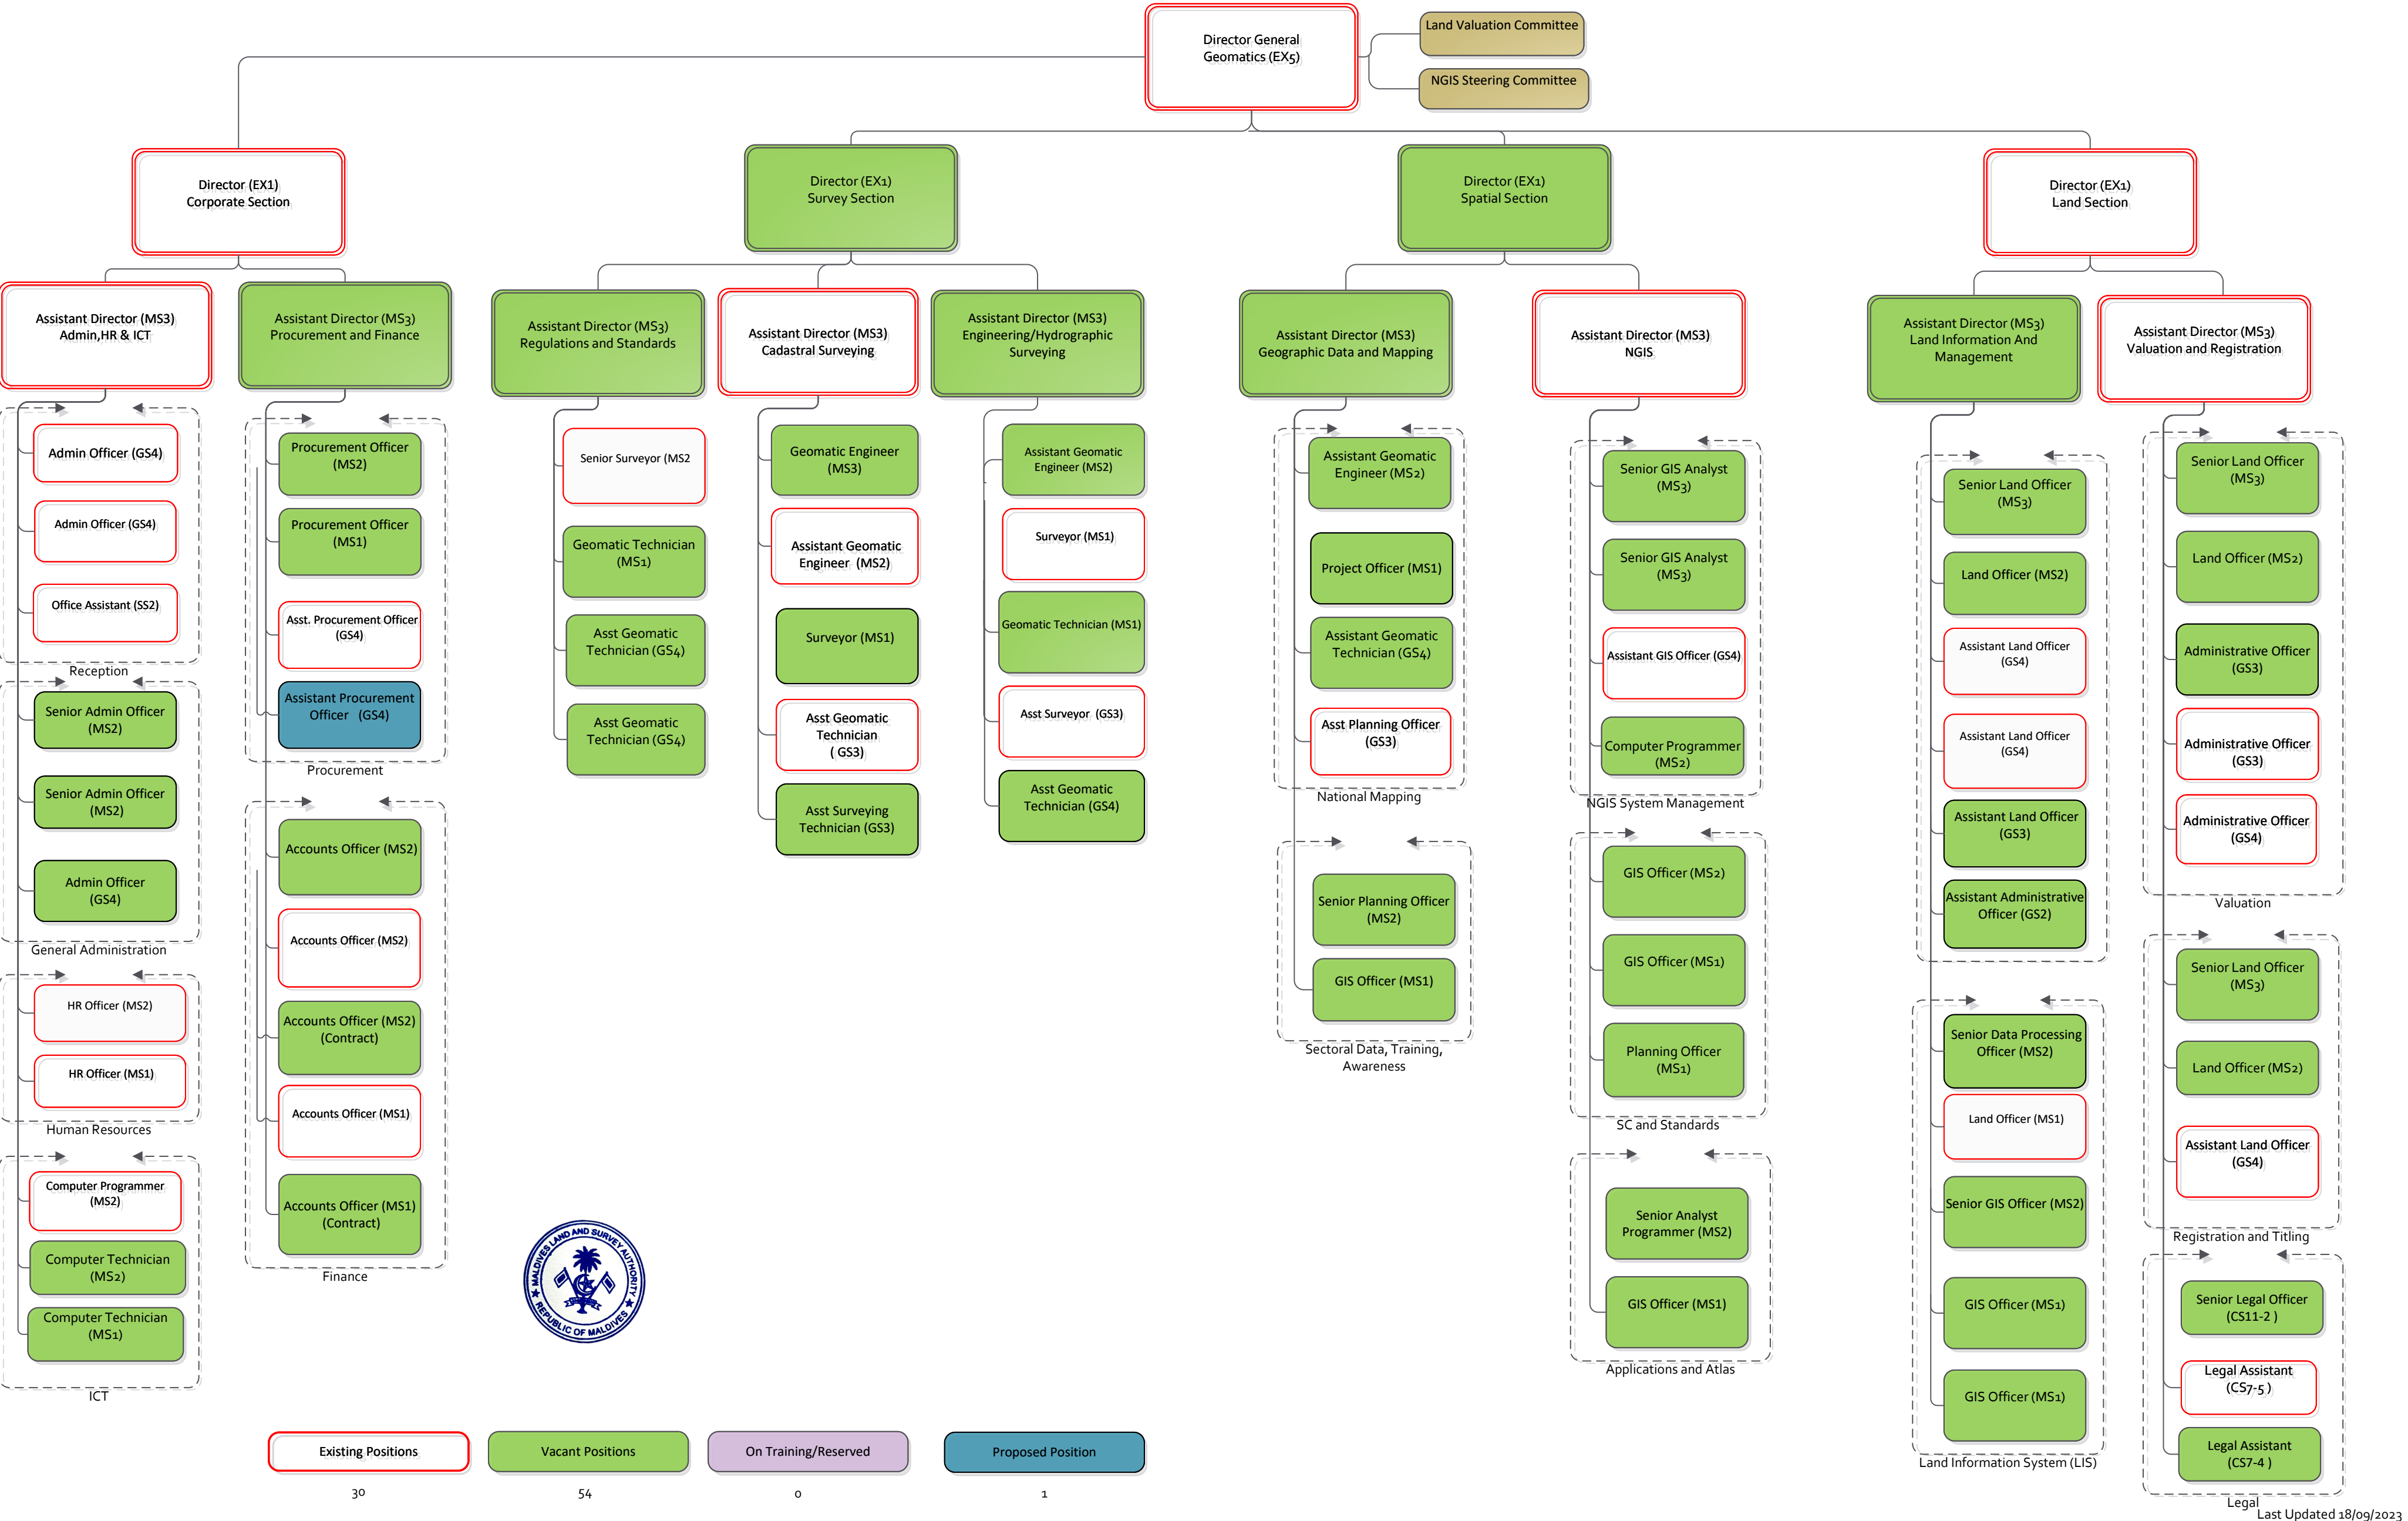 Director General
Geomatics (EX5)
Land Valuation Committee
NGIS Steering Committee
Director (EX1)
Corporate Section
Director (EX1)
Survey Section
Director (EX1)
Spatial Section
Director (EX1)
Land Section
Assistant Director (MS3)
Admin,HR & ICT
Assistant Director (MS3)
Procurement and Finance
Assistant Director (MS3)
Regulations and Standards
Assistant Director (MS3)
Cadastral Surveying
Assistant Director (MS3)
Engineering/Hydrographic
Surveying
Assistant Director (MS3)
Geographic Data and Mapping
Assistant Director (MS3)
NGIS
Assistant Director (MS3)
Land Information And
Management
Assistant Director (MS3)
Valuation and Registration
Admin Officer (GS4)
Admin Officer (GS4)
Office Assistant (SS2)
Reception
Senior Admin Officer
(MS2)
Senior Admin Officer
(MS2)
Admin Officer
(GS4)
General Administration
HR Officer (MS2)
HR Officer (MS1)
Human Resources
Computer Programmer
(MS2)
Computer Technician
(MS2)
Computer Technician
(MS1)
ICT
Procurement Officer
(MS2)
Procurement Officer
(MS1)
Asst. Procurement Officer
(GS4)
Assistant Procurement
Officer (GS4)
Procurement
Accounts Officer (MS2)
Accounts Officer (MS2)
Accounts Officer (MS2)
(Contract)
Accounts Officer (MS1)
Accounts Officer (MS1)
(Contract)
Finance
Senior Surveyor (MS2
Geomatic Technician
(MS1)
Asst Geomatic
Technician (GS4)
Asst Geomatic
Technician (GS4)
Geomatic Engineer
(MS3)
Assistant Geomatic
Engineer (MS2)
Surveyor (MS1)
Asst Geomatic
Technician
( GS3)
Asst Surveying
Technician (GS3)
Assistant Geomatic
Engineer (MS2)
Surveyor (MS1)
Geomatic Technician (MS1)
Asst Surveyor (GS3)
Asst Geomatic
Technician (GS4)
Assistant Geomatic
Engineer (MS2)
Project Officer (MS1)
Assistant Geomatic
Technician (GS4)
Asst Planning Officer
(GS3)
National Mapping
Senior Planning Officer
(MS2)
GIS Officer (MS1)
Sectoral Data, Training,
Awareness
Senior GIS Analyst
(MS3)
Senior GIS Analyst
(MS3)
Assistant GIS Officer (GS4)
Computer Programmer
(MS2)
NGIS System Management
GIS Officer (MS2)
GIS Officer (MS1)
Planning Officer
(MS1)
SC and Standards
Senior Analyst
Programmer (MS2)
GIS Officer (MS1)
Applications and Atlas
Senior Land Officer
(MS3)
Land Officer (MS2)
Assistant Land Officer
(GS4)
Assistant Land Officer
(GS4)
Assistant Land Officer
(GS3)
Assistant Administrative
Officer (GS2)
Senior Data Processing
Officer (MS2)
Land Officer (MS1)
Senior GIS Officer (MS2)
GIS Officer (MS1)
GIS Officer (MS1)
Land Information System (LIS)
Senior Land Officer
(MS3)
Land Officer (MS2)
Administrative Officer
(GS3)
Administrative Officer
(GS3)
Administrative Officer
(GS4)
Valuation
Senior Land Officer
(MS3)
Land Officer (MS2)
Assistant Land Officer
(GS4)
Registration and Titling
Senior Legal Officer
(CS11-2 )
Legal Assistant
(CS7-5 )
Legal Assistant
(CS7-4 )
Legal
MALDIVES LAND AND SURVEY AUTHORITY
REPUBLIC OF MALDIVES
Existing Positions
Vacant Positions
On Training/Reserved
Proposed Position
30
54
0
1
Last Updated 18/09/2023